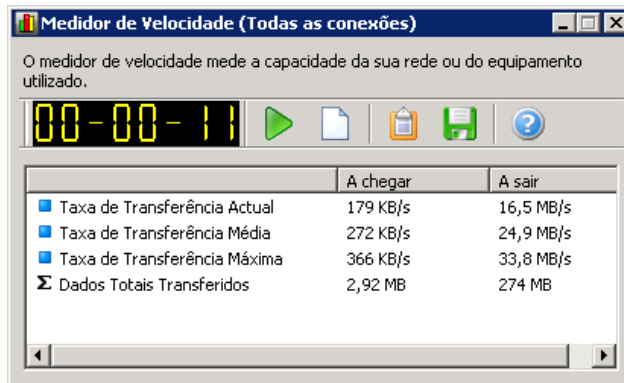 Medidor de Velocidade (Todas as conexões)
O medidor de velocidade mede a capacidade da sua rede ou do equipamento
utilizado.
00-00-11
A chegar A sair
Taxa de Transferência Actual 179 KB/s 16,5 MB/s
Taxa de Transferência Média 272 KB/s 24,9 MB/s
Taxa de Transferência Máxima 366 KB/s 33,8 MB/s
Σ Dados Totais Transferidos 2,92 MB 274 MB